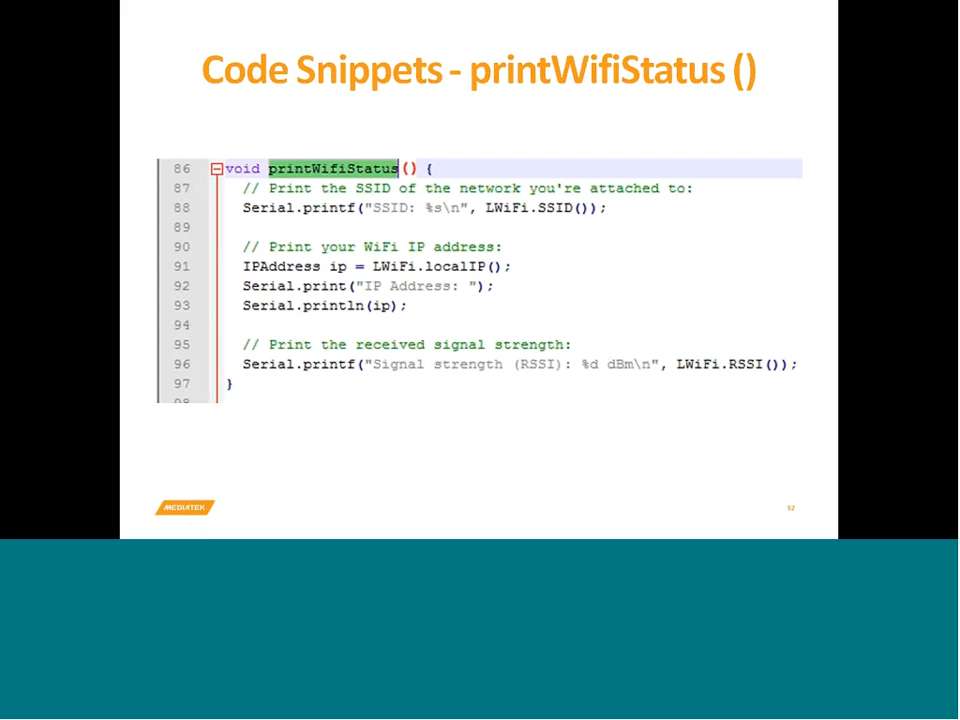 Code Snippets - printWifiStatus ()
86 void printWifiStatus() {
87 // Print the SSID of the network you're attached to:
88 Serial.printf("SSID: %s\n", LWiFi.SSID());
89
90 // Print your WiFi IP address:
91 IPAddress ip = LWiFi.localIP();
92 Serial.print("IP Address: ");
93 Serial.println(ip);
94
95 // Print the received signal strength:
96 Serial.printf("Signal strength (RSSI): %d dBm\n", LWiFi.RSSI());
97 }
MEDIATEK
32